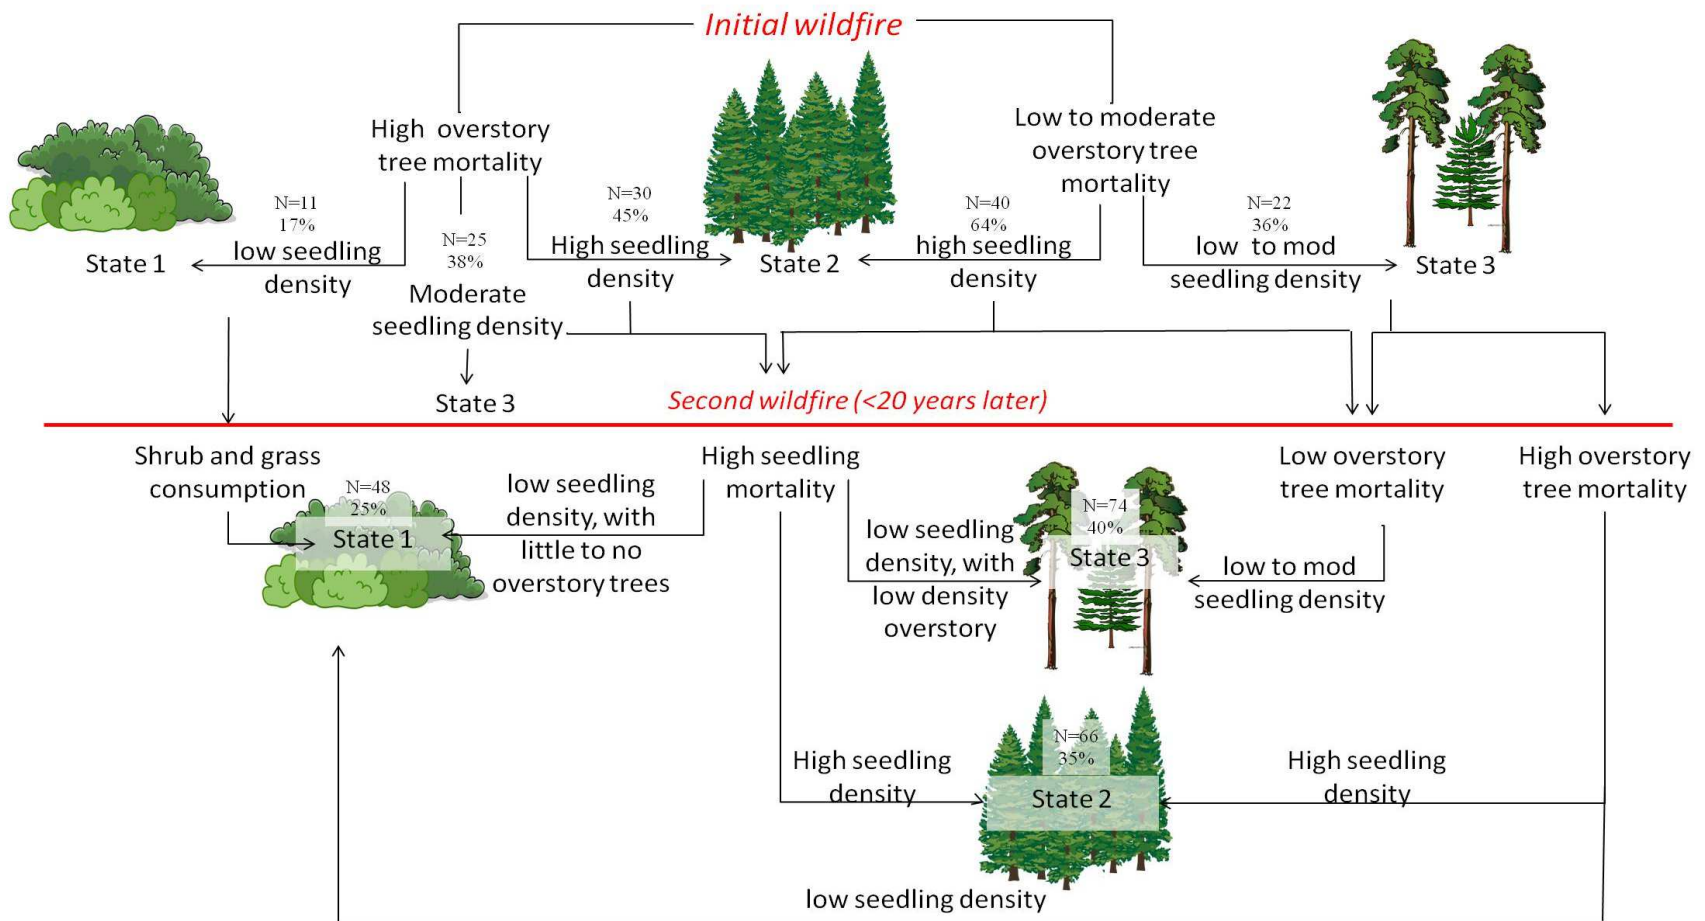 Initial wildfire
High overstory
tree mortality
Low to moderate
overstory tree
mortality
N=11
17%
low seedling
density
State 1
N=25
38%
Moderate
seedling density
State 3
N=30
45%
High seedling
density
State 2
N=40
64%
high seedling
density
N=22
36%
low to mod
seedling density
State 3
Second wildfire (<20 years later)
Shrub and grass
consumption
N=48
25%
State 1
low seedling
density, with
little to no
overstory trees
High seedling
mortality
low seedling
density, with
low density
overstory
N=74
40%
State 3
Low overstory
tree mortality
low to mod
seedling density
High overstory
tree mortality
High seedling
density
N=66
35%
State 2
High seedling
density
low seedling density